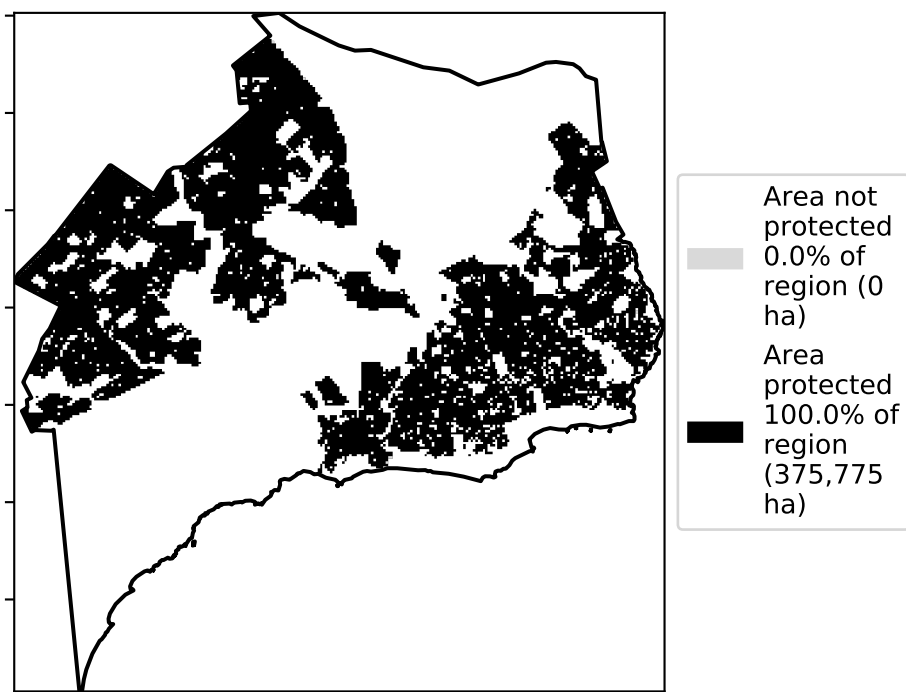 Area not
protected
0.0% of
region (0
ha)
Area
protected
100.0% of
region
(375,775
ha)